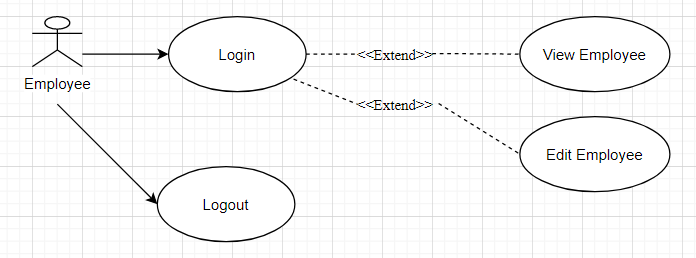 Login
<<Extend>>
View Employee
Employee
<<Extend>>
Edit Employee
Logout